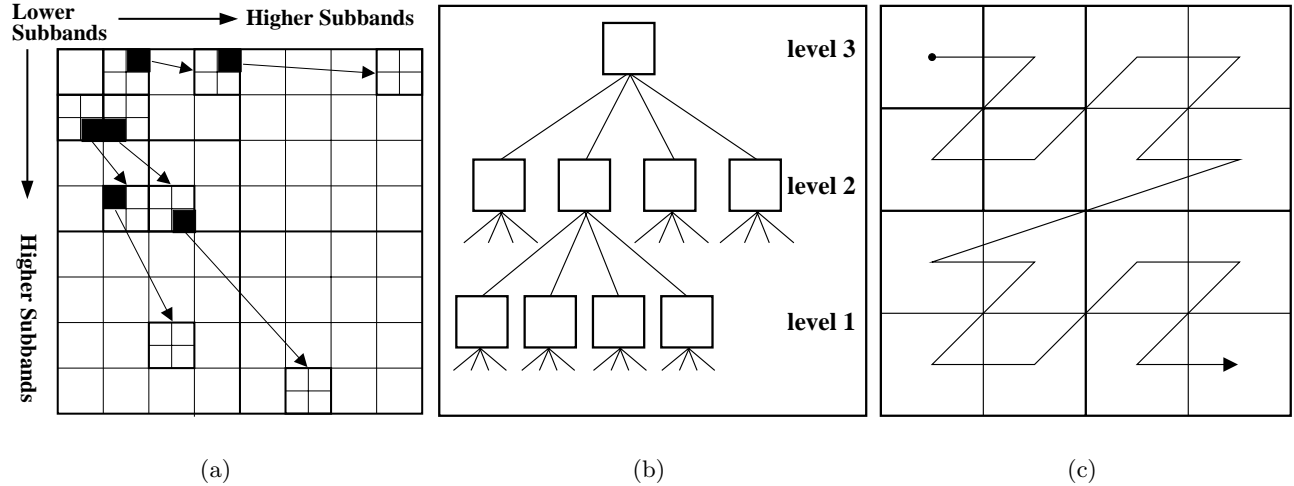 Lower
Subbands
Higher Subbands
Higher Subbands
level 3
level 2
level 1
(a)
(b)
(c)